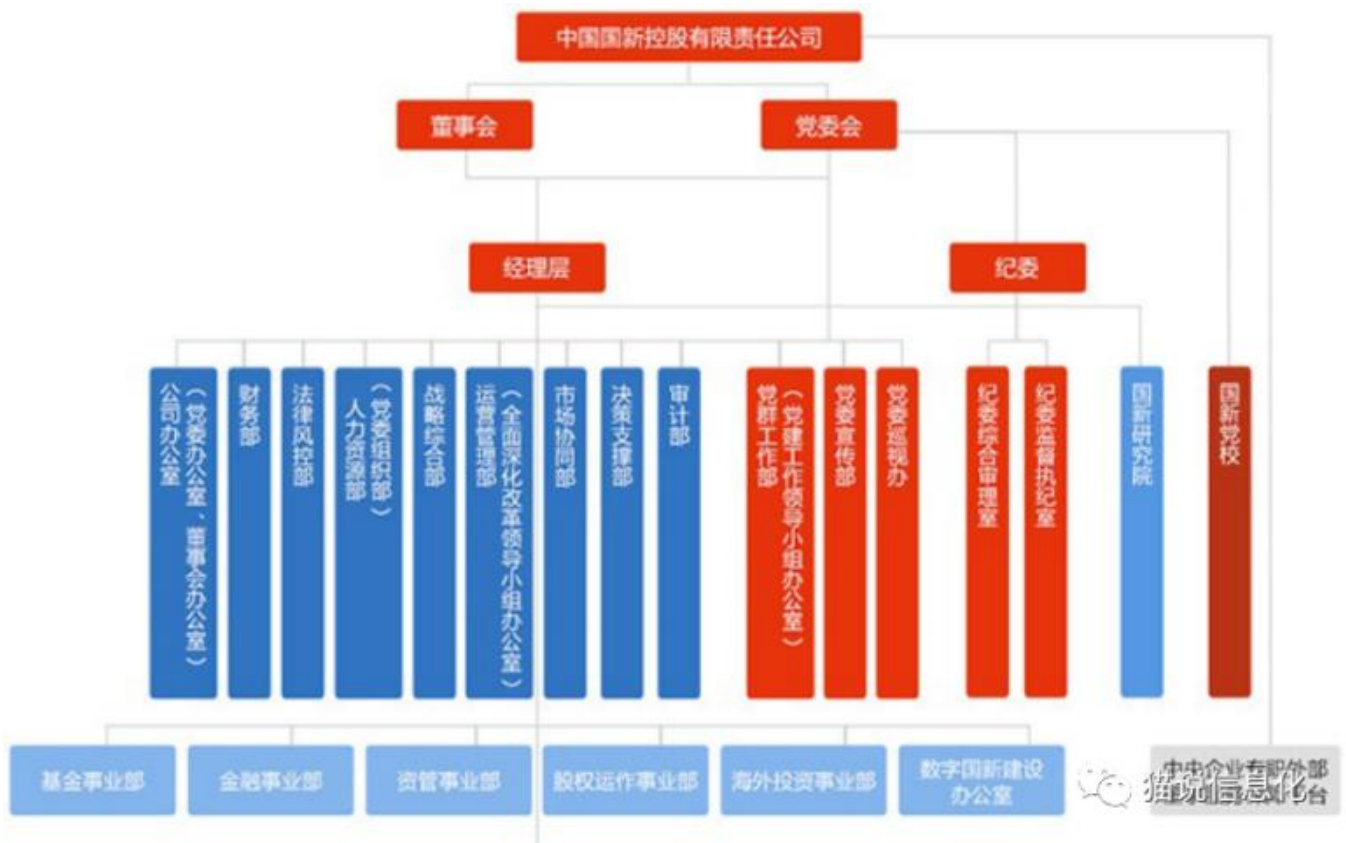 中国国新控股有限责任公司
董事会
党委会
经理层
纪委
公司办公室
（党委办公室、董事会办公室）
财务部
法律风控部
人力资源部
（党委组织部）
战略综合部
运营管理部
（全面深化改革领导小组办公室）
市场协同部
决策支撑部
审计部
党群工作部
（党建工作领导小组办公室）
党委宣传部
党委巡视办
纪委综合审理室
纪委监督执纪室
国新研究院
国新党校
基金事业部
金融事业部
资管事业部
股权运作事业部
海外投资事业部
数字国新建设
办公室
中央企业专职外部
台
猫说信息化